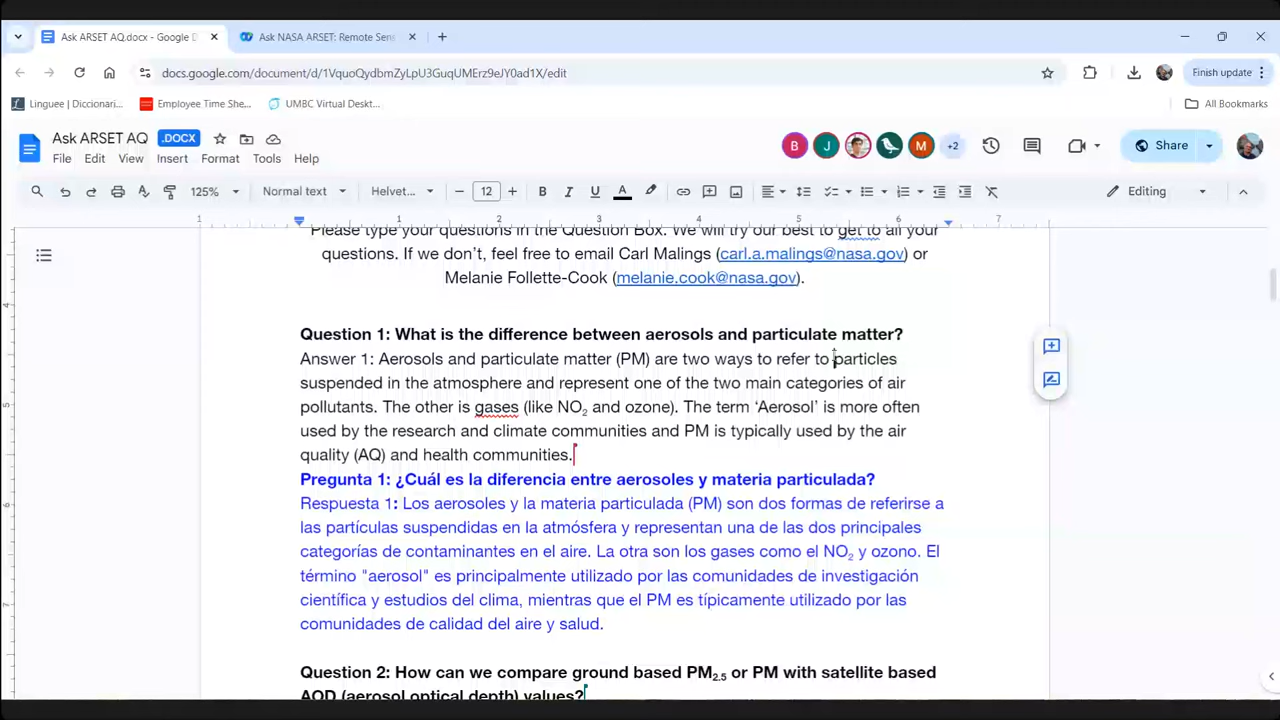 Ask ARSET AQ.docx - Google D
Ask NASA ARSET: Remote Sen
docs.google.com/document/d/1VquoQydbmZyLpU3GuqUMErz9eJY0ad1X/edit
Finish update
Linguee | Diccionari...
Employee Time She...
UMBC Virtual Deskt...
All Bookmarks
Ask ARSET AQ .DOCX
File Edit View Insert Format Tools Help
B J M +2
Share
125% Normal text Helvet... 12 B I U A Editing
1 1 2 3 4 5 6 7
Please type your questions in the Question Box. We will try our best to get to all your
questions. If we don't, feel free to email Carl Malings (carl.a.malings@nasa.gov) or
Melanie Follette-Cook (melanie.cook@nasa.gov).
Question 1: What is the difference between aerosols and particulate matter?
Answer 1: Aerosols and particulate matter (PM) are two ways to refer to particles
suspended in the atmosphere and represent one of the two main categories of air
pollutants. The other is gases (like NO₂ and ozone). The term ‘Aerosol’ is more often
used by the research and climate communities and PM is typically used by the air
quality (AQ) and health communities.
Pregunta 1: ¿Cuál es la diferencia entre aerosoles y materia particulada?
Respuesta 1: Los aerosoles y la materia particulada (PM) son dos formas de referirse a
las partículas suspendidas en la atmósfera y representan una de las dos principales
categorías de contaminantes en el aire. La otra son los gases como el NO₂ y ozono. El
término "aerosol" es principalmente utilizado por las comunidades de investigación
científica y estudios del clima, mientras que el PM es típicamente utilizado por las
comunidades de calidad del aire y salud.
Question 2: How can we compare ground based PM₂.₅ or PM with satellite based
AOD (aerosol optical depth) values?
4
5
6
7